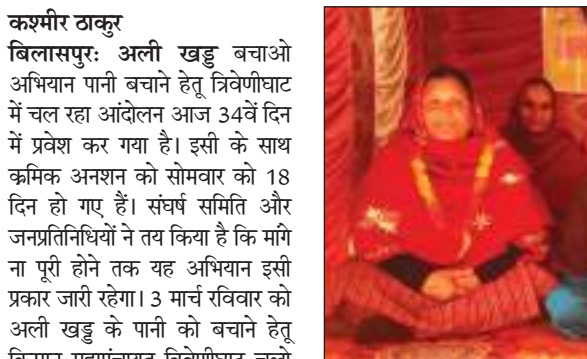 कश्मीर ठाकुर
बिलासपुरः अली खड्ड बचाओ
अभियान पानी बचाने हेतू त्रिवेणीघाट
में चल रहा आंदोलन आज 34वें दिन
में प्रवेश कर गया है। इसी के साथ
क्रमिक अनशन को सोमवार को 18
दिन हो गए हैं। संघर्ष समिति और
जनप्रतिनिधियों ने तय किया है कि मांगे
ना पूरी होने तक यह अभियान इसी
प्रकार जारी रहेगा। 3 मार्च रविवार को
अली खड्ड के पानी को बचाने हेतू